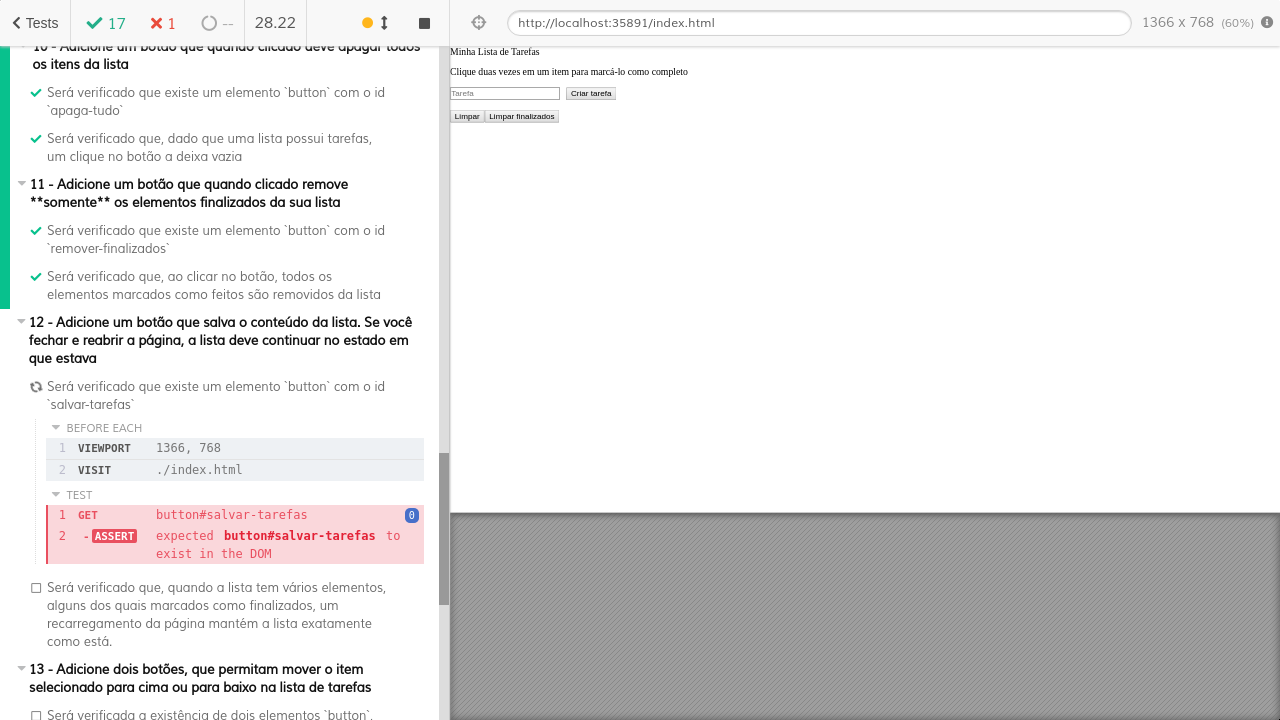 Tests
17
1
--
28.22
http://localhost:35891/index.html
1366 x 768 (60%)
10 - Adicione um botão que quando clicado deve apagar todos
os itens da lista
Será verificado que existe um elemento `button` com o id
`apaga-tudo`
Será verificado que, dado que uma lista possui tarefas,
um clique no botão a deixa vazia
11 - Adicione um botão que quando clicado remove
**somente** os elementos finalizados da sua lista
Será verificado que existe um elemento `button` com o id
`remover-finalizados`
Será verificado que, ao clicar no botão, todos os
elementos marcados como feitos são removidos da lista
12 - Adicione um botão que salva o conteúdo da lista. Se você
fechar e reabrir a página, a lista deve continuar no estado em
que estava
Será verificado que existe um elemento `button` com o id
`salvar-tarefas`
BEFORE EACH
1 VIEWPORT 1366, 768
2 VISIT ./index.html
TEST
1 GET button#salvar-tarefas 0
2 -ASSERT expected button#salvar-tarefas to
exist in the DOM
Será verificado que, quando a lista tem vários elementos,
alguns dos quais marcados como finalizados, um
recarregamento da página mantém a lista exatamente
como está.
13 - Adicione dois botões, que permitam mover o item
selecionado para cima ou para baixo na lista de tarefas
Será verificada a existência de dois elementos `button`,
Minha Lista de Tarefas
Clique duas vezes em um item para marcá-lo como completo
Tarefa
Criar tarefa
Limpar
Limpar finalizados